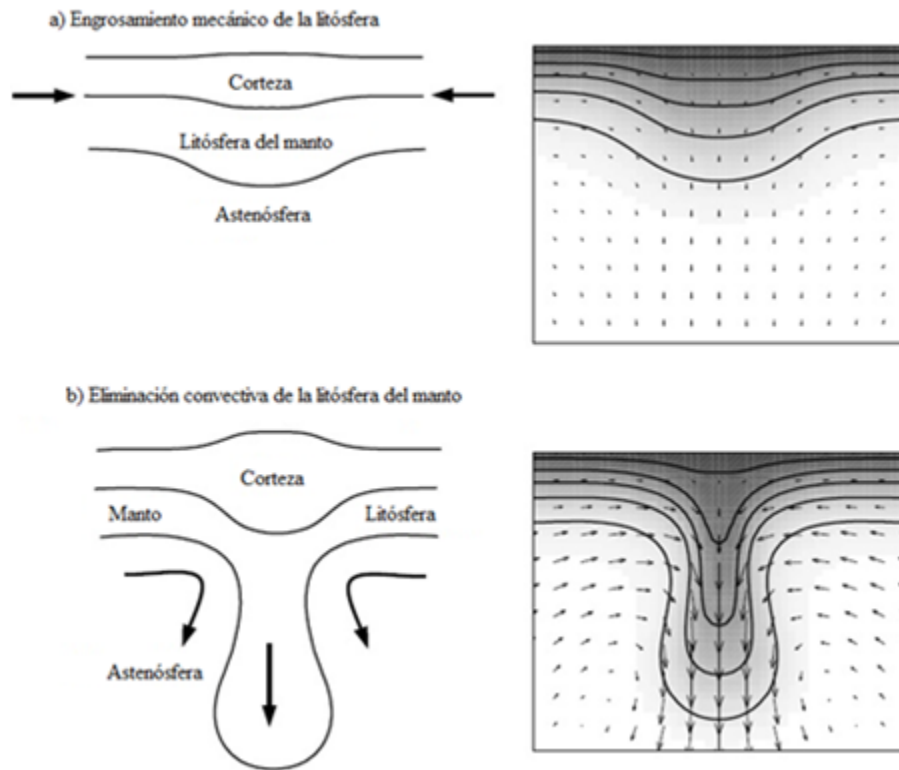 a) Engrosamiento mecánico de la litósfera
Corteza
Litósfera del manto
Astenósfera
b) Eliminación convectiva de la litósfera del manto
Corteza
Manto Litósfera
Astenósfera